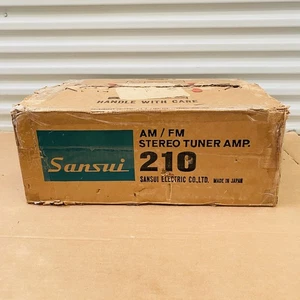 HANDLE WITH CARE
AM / FM
STEREO TUNER AMP.
Sansui
210
SANSUI ELECTRIC CO., LTD. MADE IN JAPAN